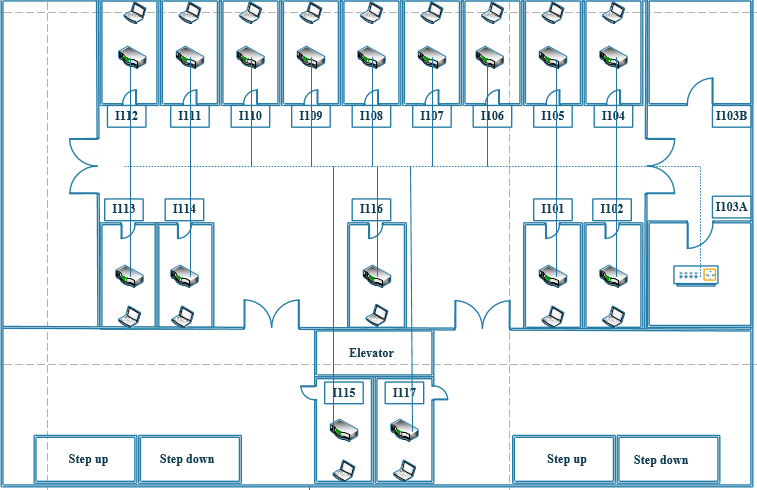 I112
I111
I110
I109
I108
I107
I106
I105
I104
I103B
I113
I114
I116
I101
I102
I103A
Elevator
I115
I117
Step up
Step down
Step up
Step down